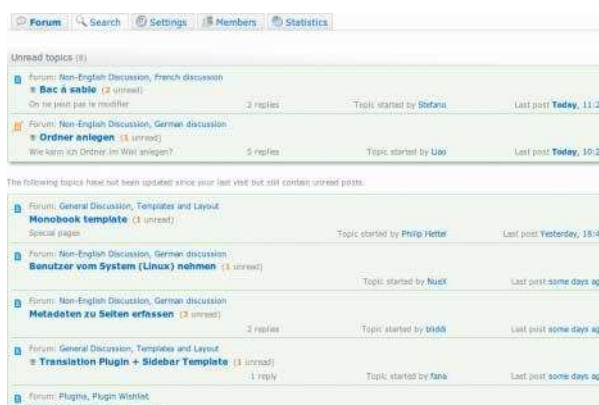 Forum Search Settings Members Statistics
Unread topics (8)
Forum: Non-English Discussion, French discussion
Bac à sable (2 unread)
On ne peut pas le modifier 2 replies Topic started by Stefano Last post Today, 11:2
Forum: Non-English Discussion, German discussion
Ordner anlegen (1 unread)
Wie kann ich Ordner im Wiki anlegen? 5 replies Topic started by Last post Today, 10:2
The following topics have not been updated since your last visit but still contain unread posts.
Forum: General Discussion, Templates and Layout
Monobook template (1 unread)
Special pages Topic started by Philip Hetter Last post Yesterday, 18:4
Forum: Non-English Discussion, German discussion
Benutzer vom System (Linux) nehmen (1 unread)
Topic started by NueX Last post some days ag
Forum: Non-English Discussion, German discussion
Metadaten zu Seiten erfassen (2 unread)
2 replies Topic started by Last post some days ag
Forum: General Discussion, Templates and Layout
Translation Plugin + Sidebar Template (1 unread)
1 reply Topic started by fana Last post some days ag
Forum: Plugins, Plugin Wishlist